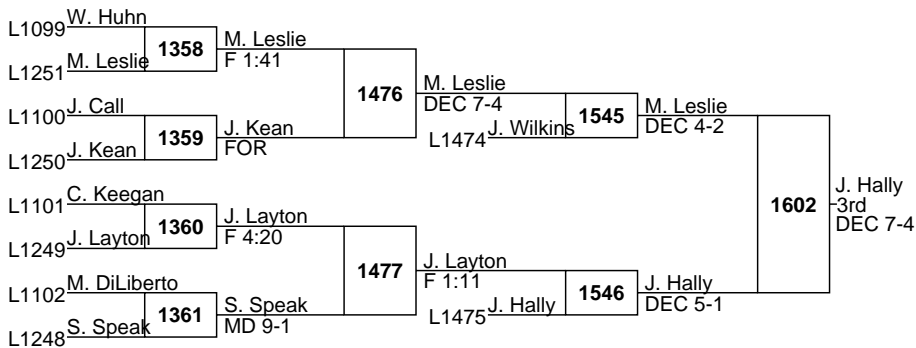 L1099 W. Huhn
1358
M. Leslie
F 1:41
L1251 M. Leslie
1476
M. Leslie
DEC 7-4
L1100 J. Call
1359
J. Kean
FOR
L1250 J. Kean
L1474 J. Wilkins
1545
M. Leslie
DEC 4-2
L1101 C. Keegan
1360
J. Layton
F 4:20
L1249 J. Layton
1477
J. Layton
F 1:11
L1102 M. DiLiberto
1361
S. Speak
MD 9-1
L1248 S. Speak
L1475 J. Hally
1546
J. Hally
DEC 5-1
1602
J. Hally
3rd
DEC 7-4